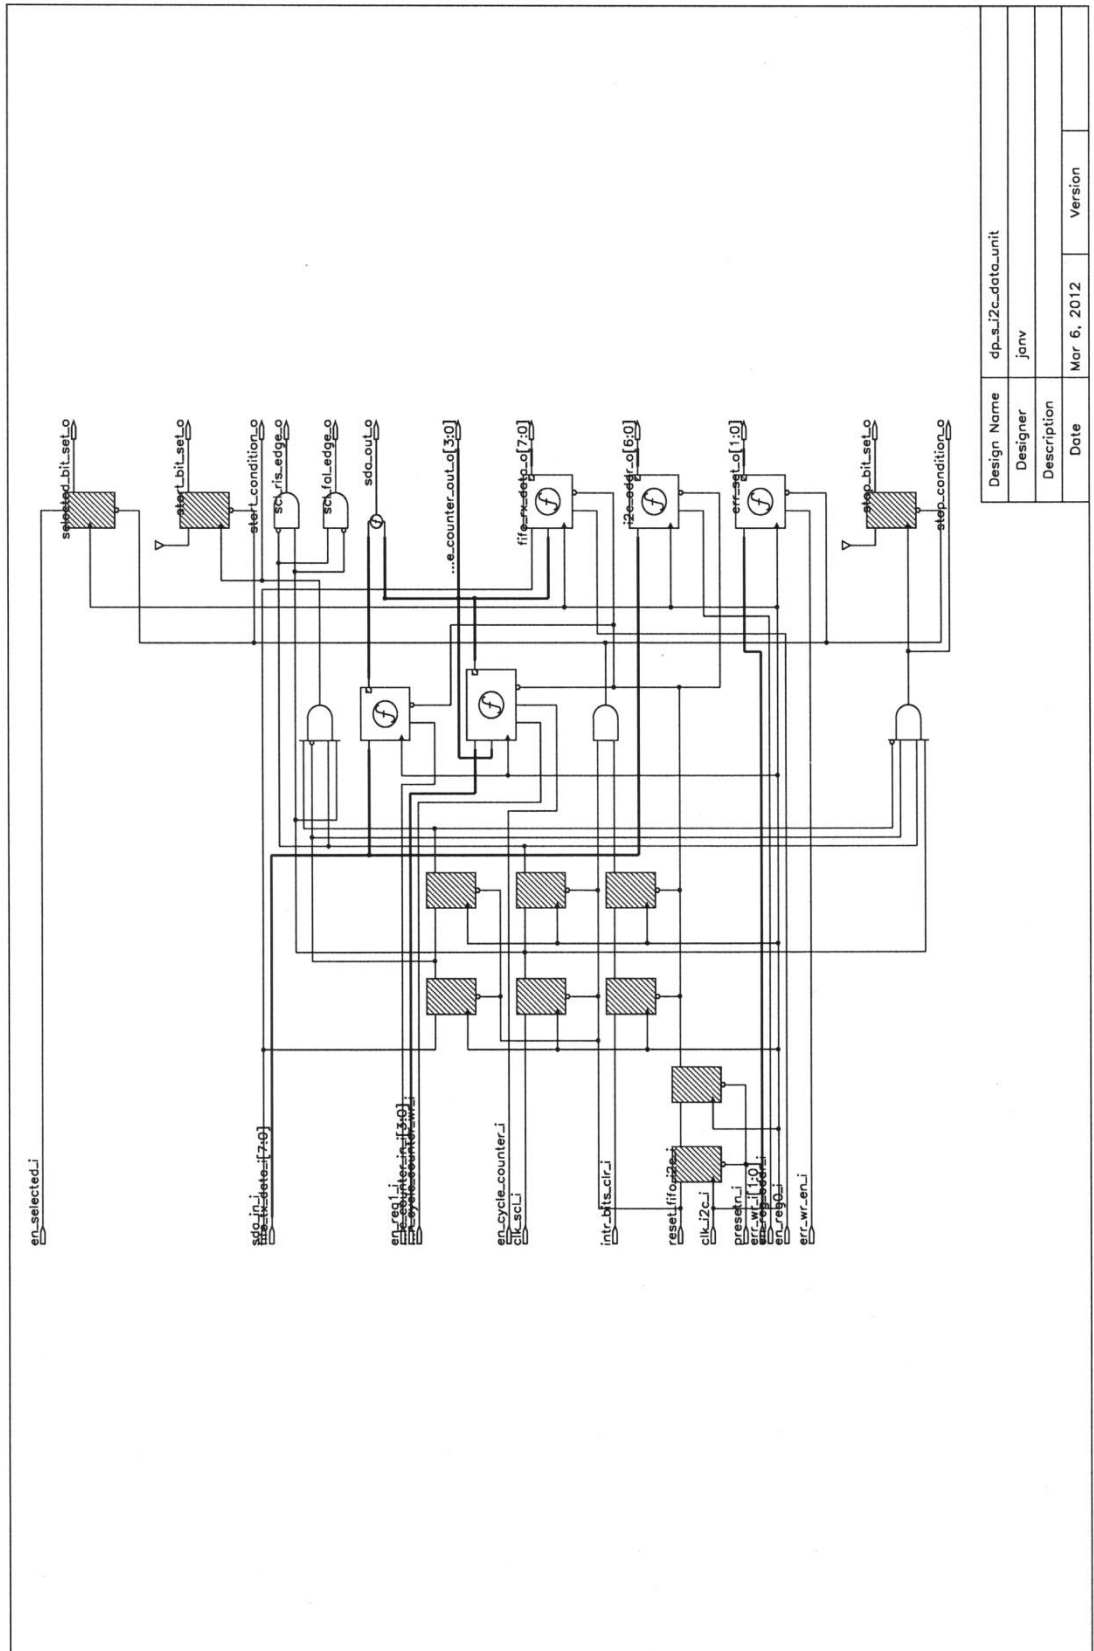 en_selected_i
sda_in_i
en_reg1_i
en_cycle_counter_i
clk_scl_i
intr_bits_clr_i
reset_fifo_i2c_i
clk_i2c_i
presetn_i
err_wr_i[1:0]
en_reg0_i
err_wr_en_i
selected_bit_set_o
start_bit_set_o
start_condition_o
scl_ris_edge_o
scl_fal_edge_o
sda_out_o
...e_counter_out_o[3:0]
fifo_rx_data_o[7:0]
i2c_addr_o[6:0]
err_set_o[1:0]
stop_bit_set_o
stop_condition_o
f
f
f
f
f
f
Design Name dp_s_i2c_data_unit
Designer janv
Description
Date Mar 6, 2012 Version